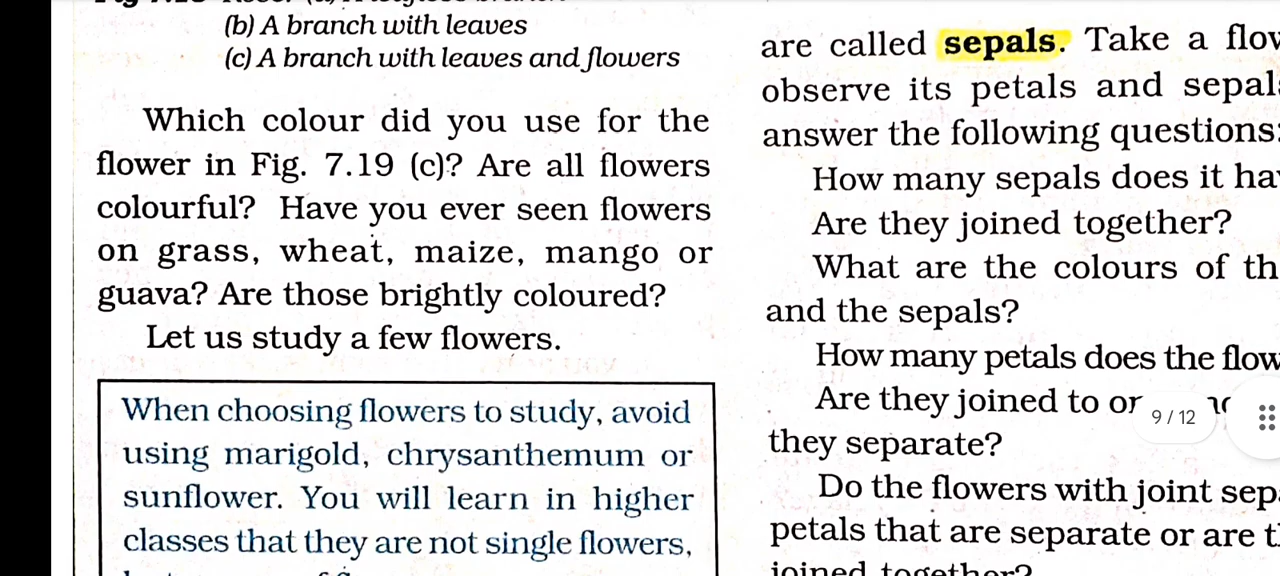 (b) A branch with leaves
(c) A branch with leaves and flowers
Which colour did you use for the
flower in Fig. 7.19 (c)? Are all flowers
colourful? Have you ever seen flowers
on grass, wheat, maize, mango or
guava? Are those brightly coloured?
Let us study a few flowers.
When choosing flowers to study, avoid
using marigold, chrysanthemum or
sunflower. You will learn in higher
classes that they are not single flowers,
are called sepals. Take a
observe its petals and
answer the following questions:
How many sepals does it
Are they joined together?
What are the colours of
and the sepals?
How many petals does the
Are they joined to
they separate?
Do the flowers with joint
petals that are separate or are
joined together?
9 / 12